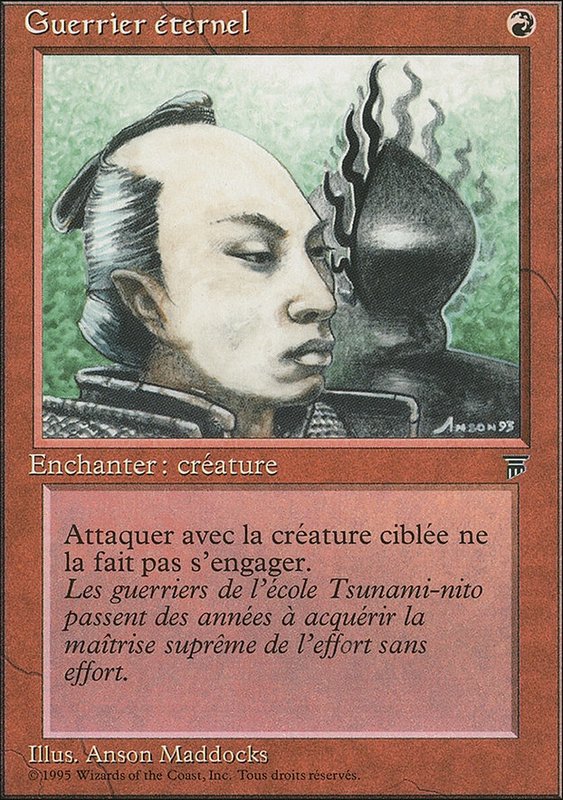 Guerrier éternel
ANSON 93
Enchanter : créature
Attaquer avec la créature ciblée ne
la fait pas s'engager.
Les guerriers de l'école Tsunami-nito
passent des années à acquérir la
maîtrise suprême de l'effort sans
effort.
Illus. Anson Maddocks
©1995 Wizards of the Coast, Inc. Tous droits réservés.